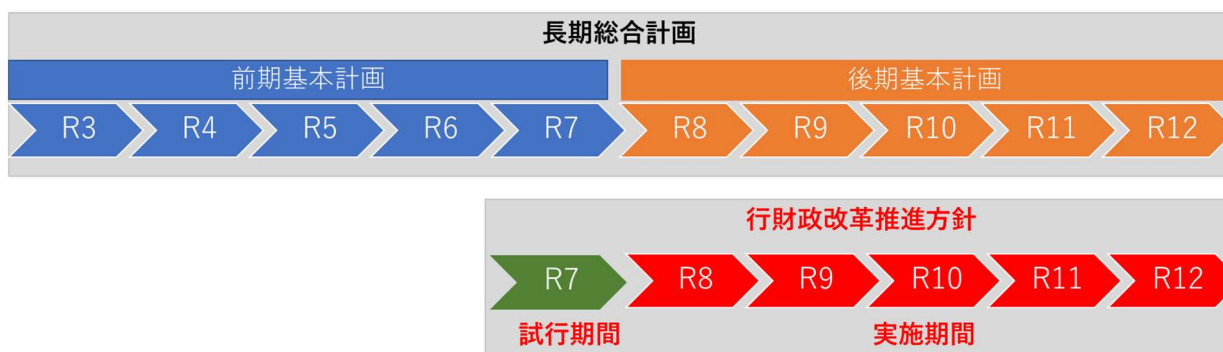 長期総合計画
前期基本計画 後期基本計画
R3 R4 R5 R6 R7 R8 R9 R10 R11 R12
行財政改革推進方針
R7 R8 R9 R10 R11 R12
試行期間 実施期間